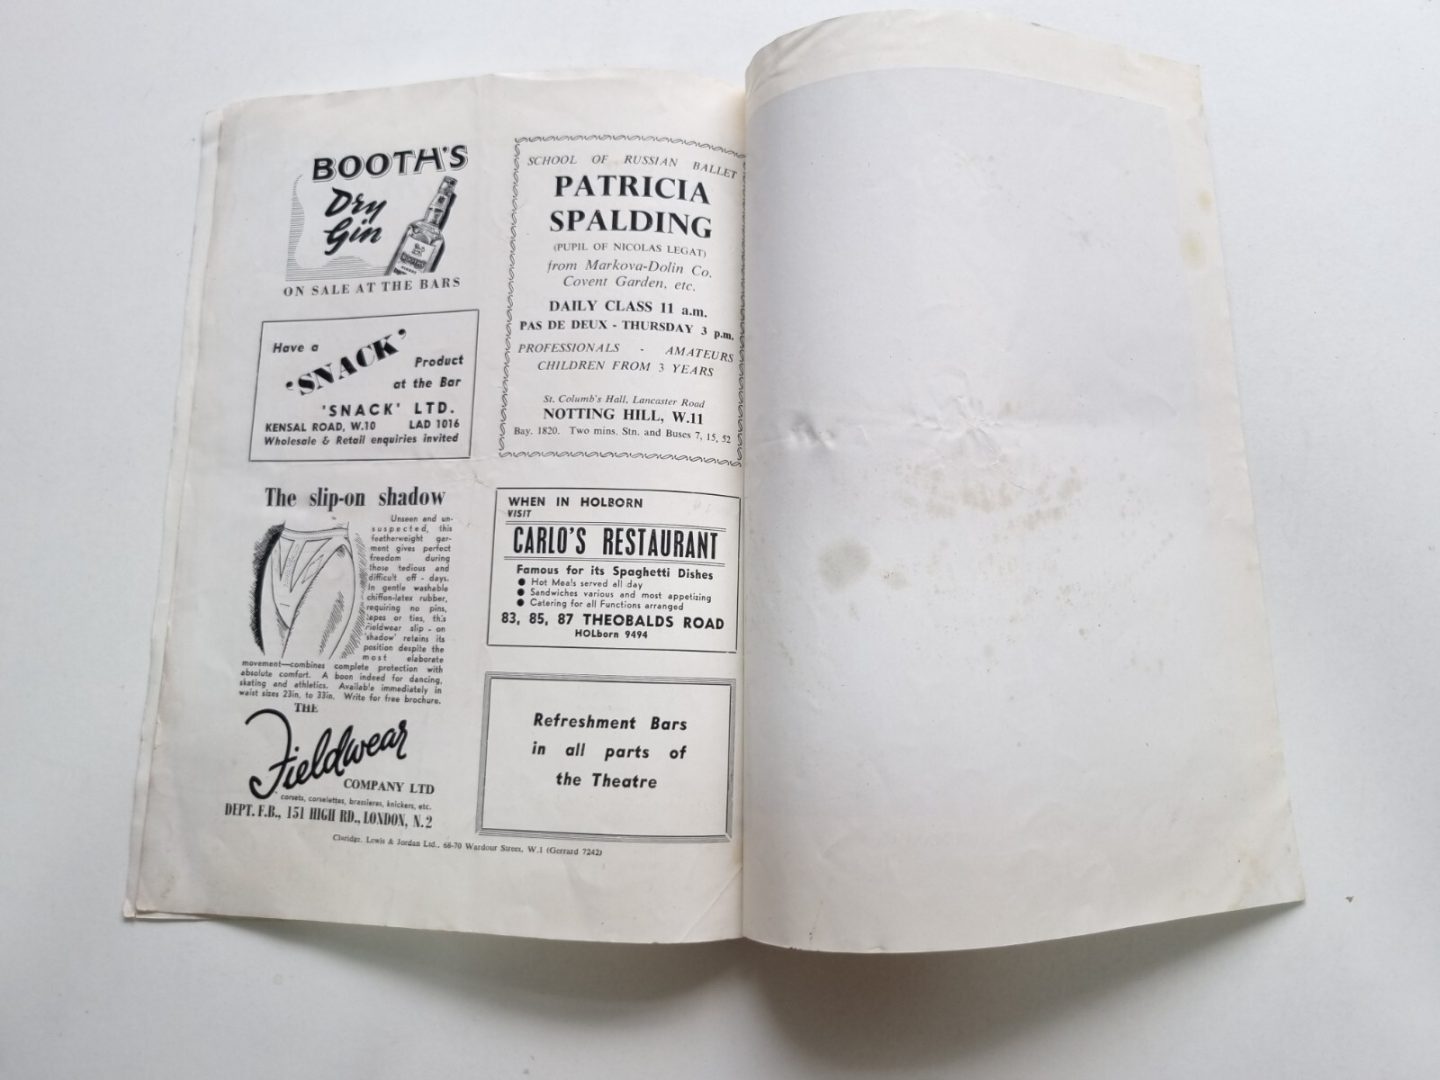 BOOTH'S
Dry
Gin
ON SALE AT THE BARS
Have a
'SNACK'
Product
at the Bar
'SNACK' LTD.
KENSAL ROAD, W.10 LAD 1016
Wholesale & Retail enquiries invited
The slip-on shadow
Unseen and un-
suspected, this
featherweight gar-
ment gives perfect
freedom during
those tedious and
difficult off - days.
In gentle washable
chiffon-latex rubber,
requiring no pins,
tapes or ties, this
Fieldwear slip - on
'shadow' retains its
position despite the
most elaborate
movement—combines complete protection with
absolute comfort. A boon indeed for dancing,
skating and athletics. Available immediately in
waist sizes 23in. to 33in. Write for free brochure.
THE
Fieldwear
COMPANY LTD
corsets, corselettes, brassieres, knickers, etc.
DEPT. F.B., 151 HIGH RD., LONDON, N.2
SCHOOL OF RUSSIAN BALLET
PATRICIA
SPALDING
(PUPIL OF NICOLAS LEGAT)
from Markova-Dolin Co.
Covent Garden, etc.
DAILY CLASS 11 a.m.
PAS DE DEUX - THURSDAY 3 p.m.
PROFESSIONALS - AMATEURS
CHILDREN FROM 3 YEARS
St. Columb's Hall, Lancaster Road
NOTTING HILL, W.11
Bay. 1820. Two mins. Stn. and Buses 7, 15, 52
WHEN IN HOLBORN
VISIT
CARLO'S RESTAURANT
Famous for its Spaghetti Dishes
● Hot Meals served all day
● Sandwiches various and most appetizing
● Catering for all Functions arranged
83, 85, 87 THEOBALDS ROAD
HOLborn 9494
Refreshment Bars
in all parts of
the Theatre
Claridge, Lewis & Jordan Ltd., 68-70 Wardour Street, W.1 (Gerrard 7242)